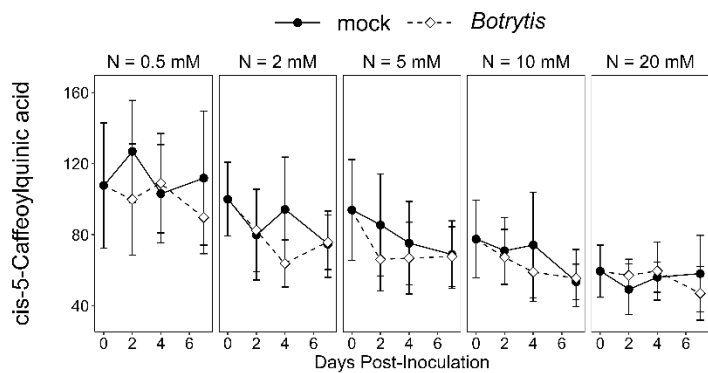 mock Botrytis
N = 0.5 mM N = 2 mM N = 5 mM N = 10 mM N = 20 mM
cis-5-Caffeoylquinic acid
160
120
80
40
0 2 4 6 0 2 4 6 0 2 4 6 0 2 4 6 0 2 4 6
Days Post-Inoculation